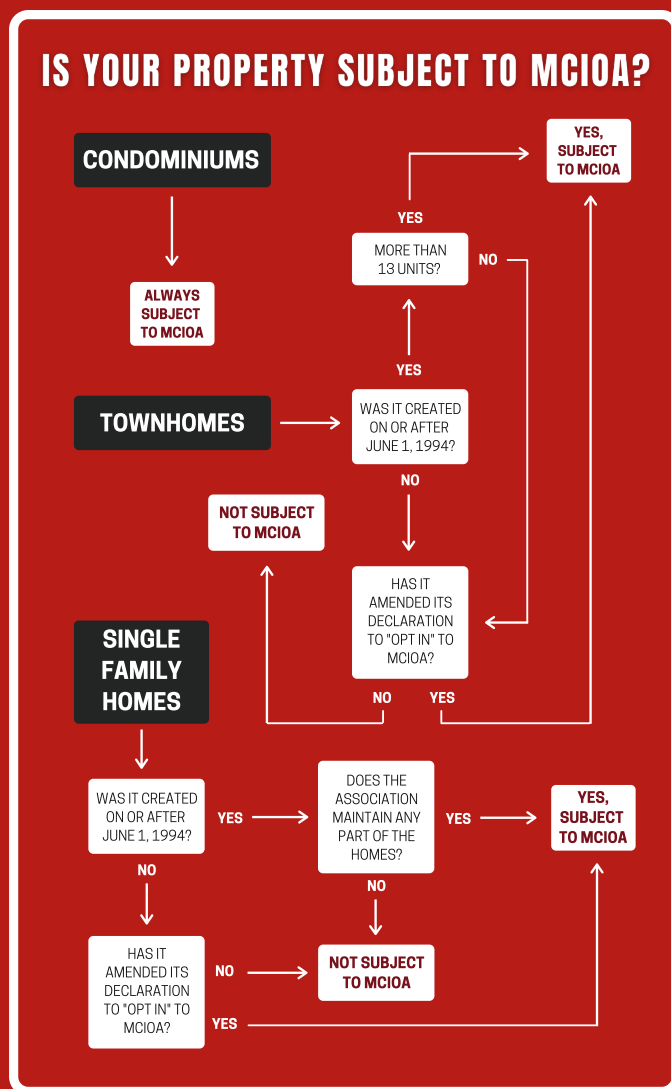 IS YOUR PROPERTY SUBJECT TO MCIOA?
CONDOMINIUMS
ALWAYS
SUBJECT
TO MCIOA
YES,
SUBJECT
TO MCIOA
YES
MORE THAN
13 UNITS?
NO
YES
TOWNHOMES
WAS IT CREATED
ON OR AFTER
JUNE 1, 1994?
NO
NOT SUBJECT
TO MCIOA
HAS IT
AMENDED ITS
DECLARATION
TO "OPT IN" TO
MCIOA?
NO
YES
SINGLE
FAMILY
HOMES
WAS IT CREATED
ON OR AFTER
JUNE 1, 1994?
YES
DOES THE
ASSOCIATION
MAINTAIN ANY
PART OF THE
HOMES?
YES
YES,
SUBJECT
TO MCIOA
NO
NO
HAS IT
AMENDED ITS
DECLARATION
TO "OPT IN" TO
MCIOA?
NO
NOT SUBJECT
TO MCIOA
YES